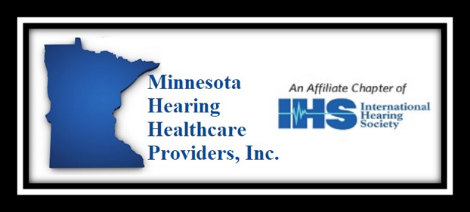 Minnesota
Hearing
Healthcare
Providers, Inc.
An Affiliate Chapter of
IHS International
Hearing
Society